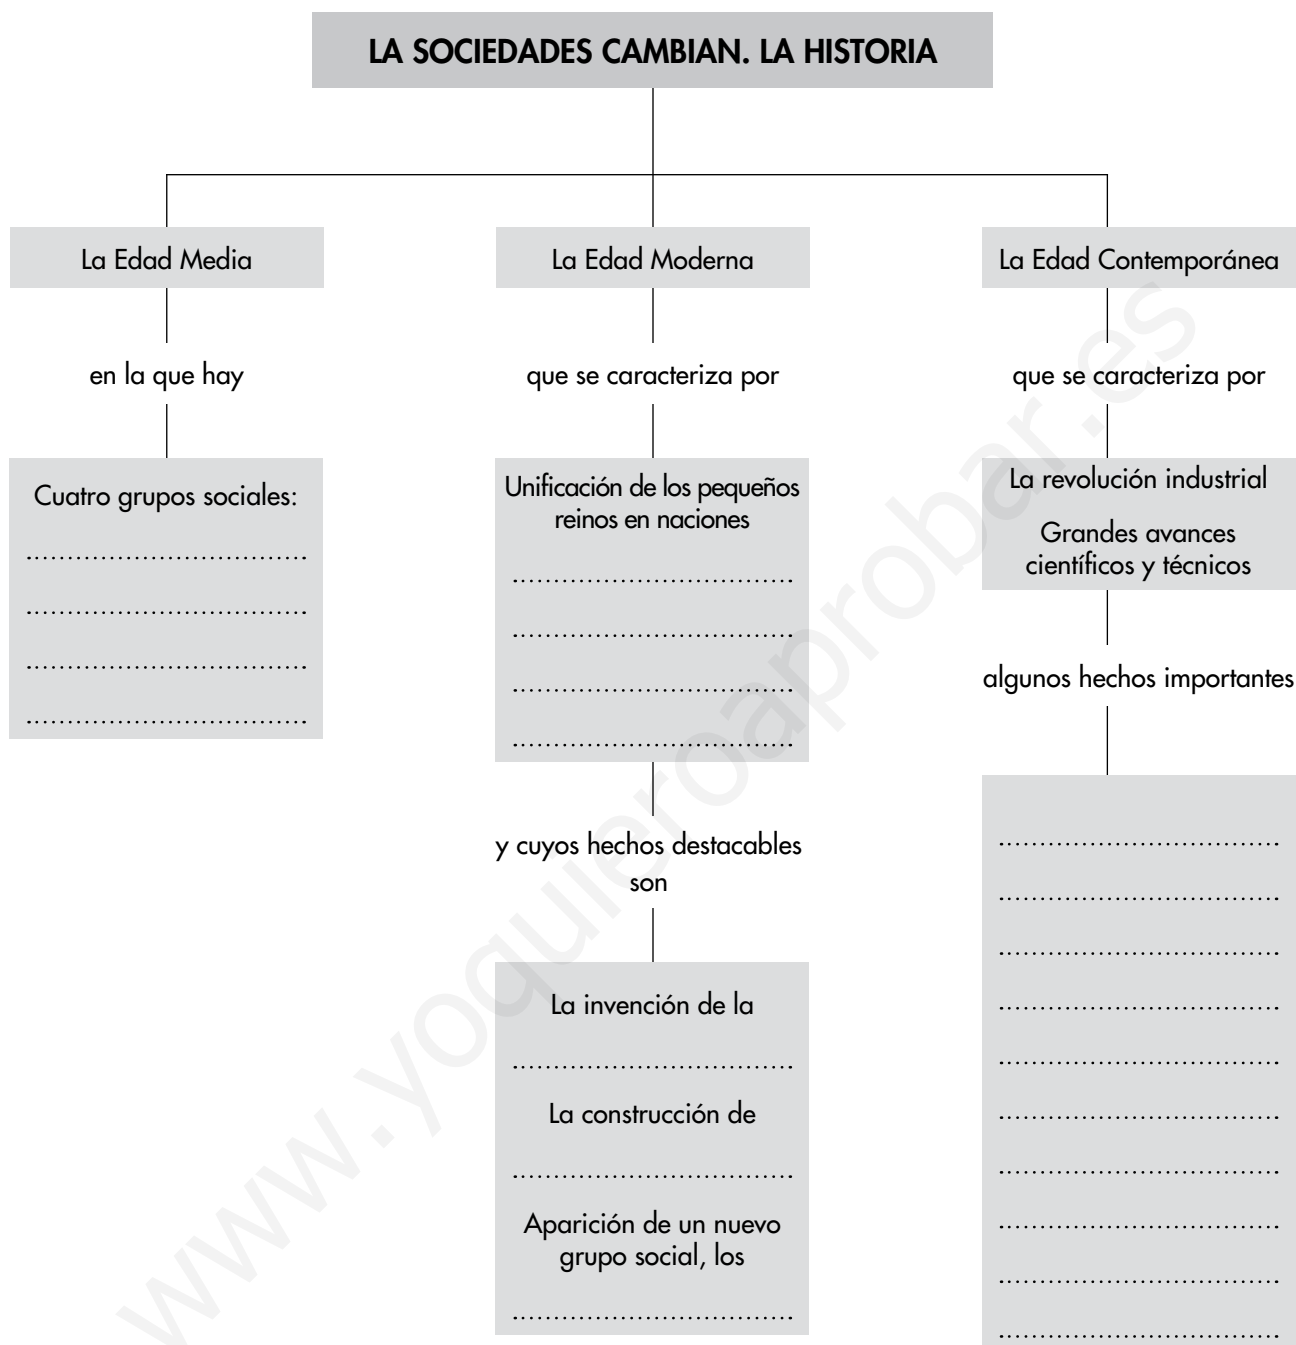 LA SOCIEDADES CAMBIAN. LA HISTORIA
La Edad Media
en la que hay
Cuatro grupos sociales:
..................................
..................................
..................................
..................................
La Edad Moderna
que se caracteriza por
Unificación de los pequeños
reinos en naciones
..................................
..................................
..................................
..................................
y cuyos hechos destacables
son
La invención de la
..................................
La construcción de
..................................
Aparición de un nuevo
grupo social, los
..................................
La Edad Contemporánea
que se caracteriza por
La revolución industrial
Grandes avances
científicos y técnicos
algunos hechos importantes
..................................
..................................
..................................
..................................
..................................
..................................
..................................
..................................
..................................
..................................
www.yoquieroaprobar.es